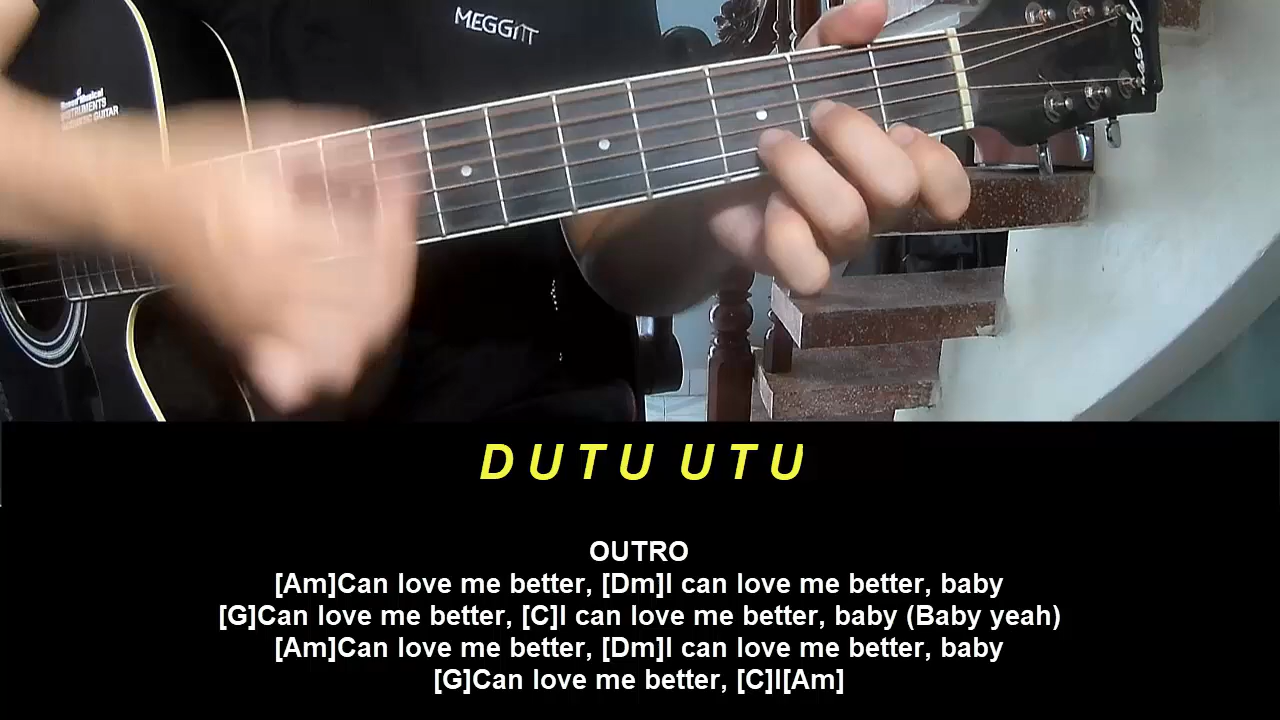 MEGGIT
INSTRUMENTS
D U T U U T U
OUTRO
[Am]Can love me better, [Dm]I can love me better, baby
[G]Can love me better, [C]I can love me better, baby (Baby yeah)
[Am]Can love me better, [Dm]I can love me better, baby
[G]Can love me better, [C]I[Am]